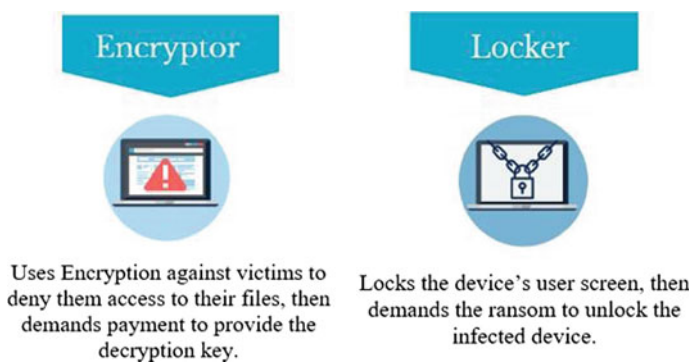 Encryptor
Uses Encryption against victims to
deny them access to their files, then
demands payment to provide the
decryption key.
Locker
Locks the device's user screen, then
demands the ransom to unlock the
infected device.